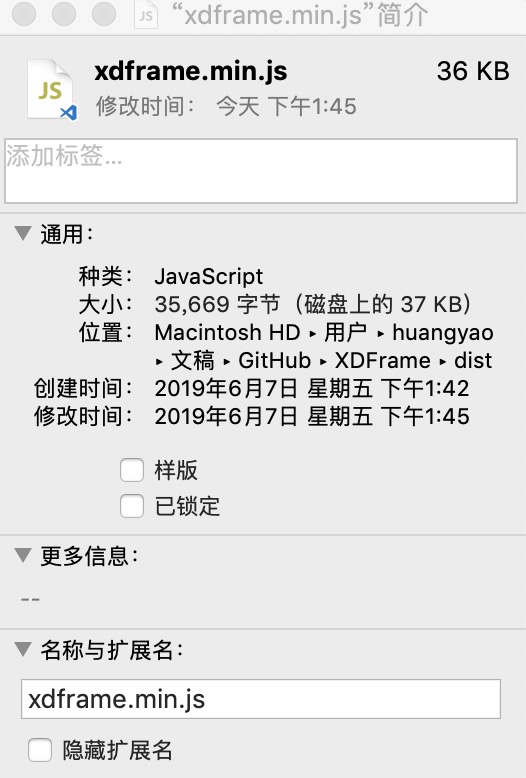 JS “xdframe.min.js”简介
JS xdframe.min.js 36 KB
修改时间： 今天 下午1:45
添加标签...
通用：
种类： JavaScript
大小： 35,669 字节（磁盘上的 37 KB）
位置： Macintosh HD ▸ 用户 ▸ huangyao
▸ 文稿 ▸ GitHub ▸ XDFrame ▸ dist
创建时间： 2019年6月7日 星期五 下午1:42
修改时间： 2019年6月7日 星期五 下午1:45
样版
已锁定
更多信息：
--
名称与扩展名：
xdframe.min.js
隐藏扩展名